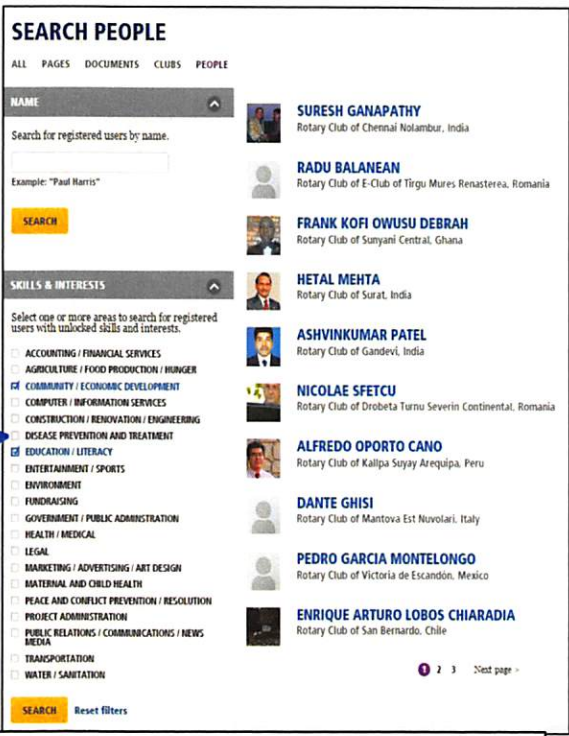 SEARCH PEOPLE
ALL PAGES DOCUMENTS CLUBS PEOPLE
NAME
Search for registered users by name.
Example: "Paul Harris"
SEARCH
SKILLS & INTERESTS
Select one or more areas to search for registered
users with unlocked skills and interests.
ACCOUNTING / FINANCIAL SERVICES
AGRICULTURE / FOOD PRODUCTION / HUNGER
COMMUNITY / ECONOMIC DEVELOPMENT
COMPUTER / INFORMATION SERVICES
CONSTRUCTION / RENOVATION / ENGINEERING
DISEASE PREVENTION AND TREATMENT
EDUCATION / LITERACY
ENTERTAINMENT / SPORTS
ENVIRONMENT
FUNDRAISING
GOVERNMENT / PUBLIC ADMINSTRATION
HEALTH / MEDICAL
LEGAL
MARKETING / ADVERTISING / ART DESIGN
MATERNAL AND CHILD HEALTH
PEACE AND CONFLICT PREVENTION / RESOLUTION
PROJECT ADMINISTRATION
PUBLIC RELATIONS / COMMUNICATIONS / NEWS
MEDIA
TRANSPORTATION
WATER / SANITATION
SEARCH Reset filters
SURESH GANAPATHY
Rotary Club of Chennai Nolambur, India
RADU BALANEAN
Rotary Club of E-Club of Tîrgu Mures Renasterea, Romania
FRANK KOFI OWUSU DEBRAH
Rotary Club of Sunyani Central, Ghana
HETAL MEHTA
Rotary Club of Surat, India
ASHVINKUMAR PATEL
Rotary Club of Gandevi, India
NICOLAE SFETCU
Rotary Club of Drobeta Turnu Severin Continental, Romania
ALFREDO OPORTO CANO
Rotary Club of Kallpa Suyay Arequipa, Peru
DANTE GHISI
Rotary Club of Mantova Est Nuvolari, Italy
PEDRO GARCIA MONTELONGO
Rotary Club of Victoria de Escandón, Mexico
ENRIQUE ARTURO LOBOS CHIARADIA
Rotary Club of San Bernardo, Chile
1 2 3 Next page >